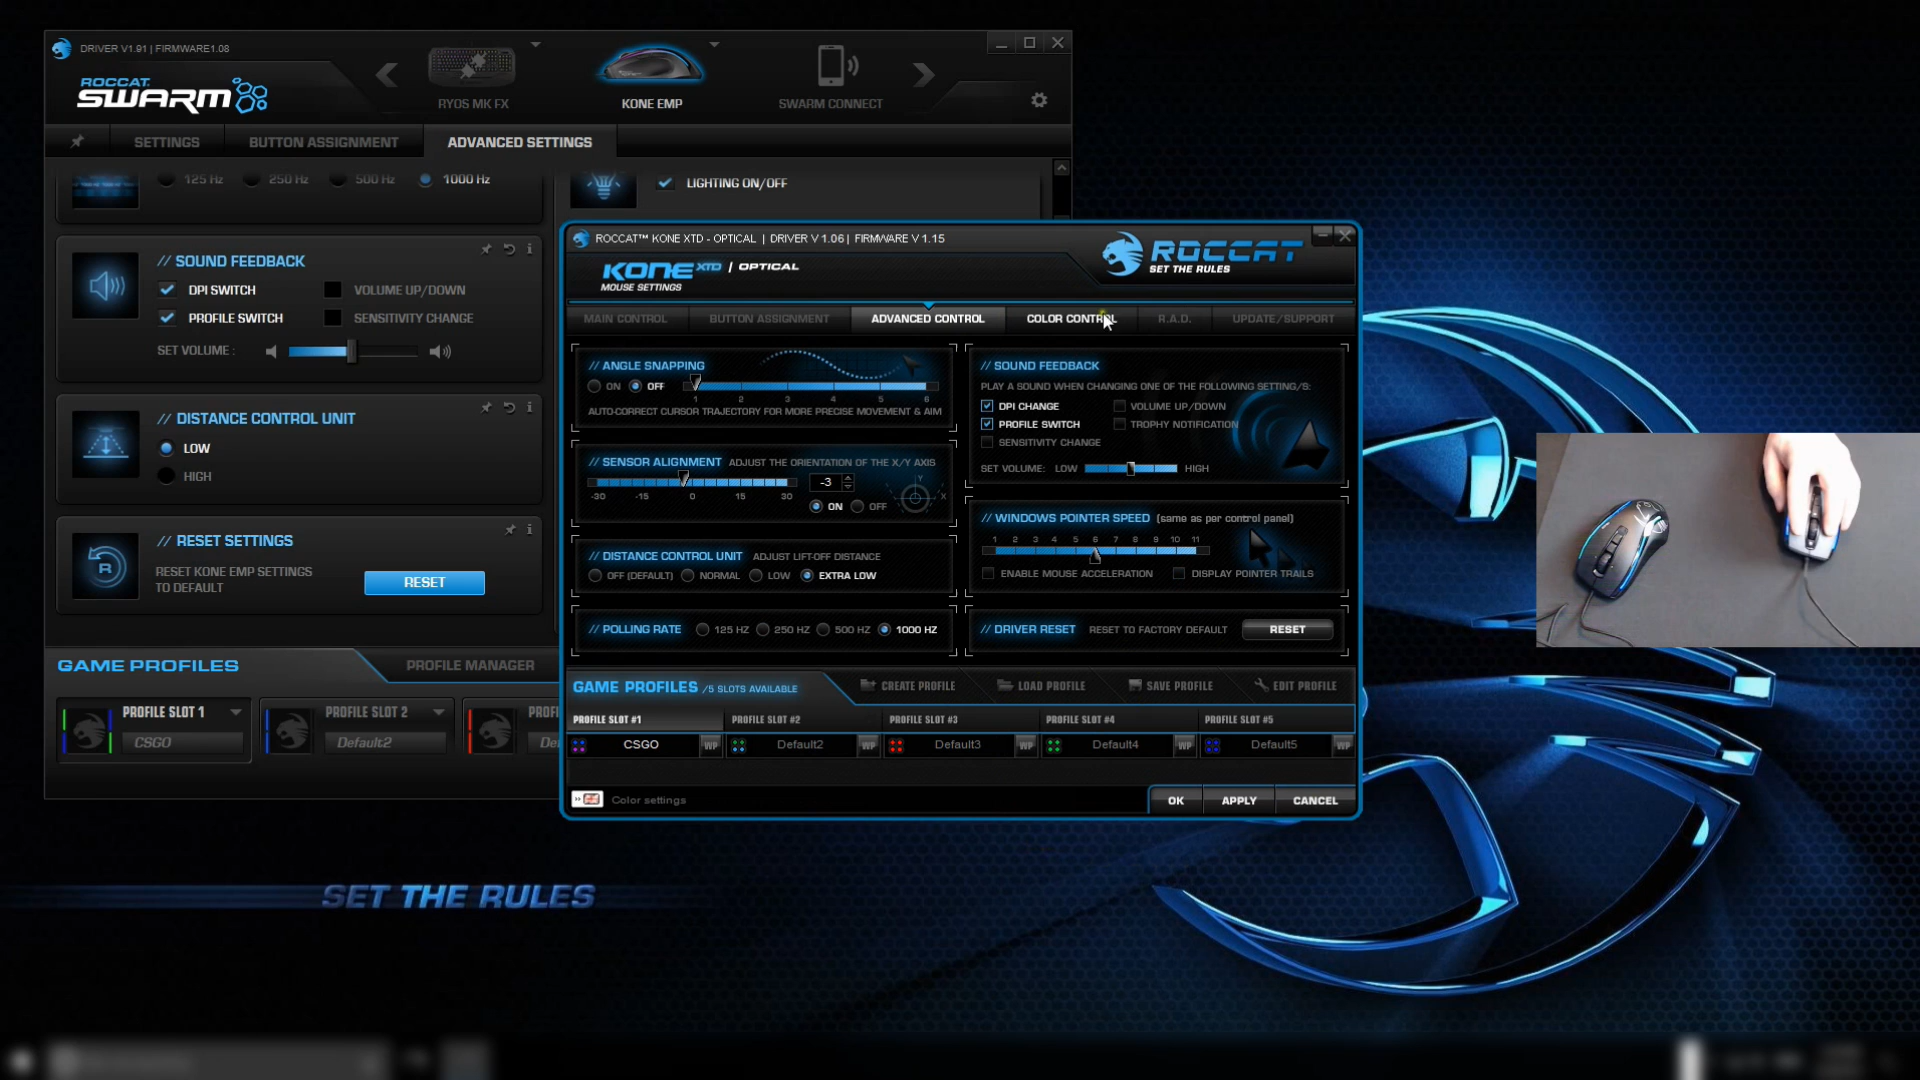 DRIVER V1.91 | FIRMWARE1.08
ROCCAT
SWARM
RYOS MK FX
KONE EMP
SWARM CONNECT
SETTINGS
BUTTON ASSIGNMENT
ADVANCED SETTINGS
125 Hz
250 Hz
500 Hz
1000 Hz
LIGHTING ON/OFF
// SOUND FEEDBACK
DPI SWITCH
VOLUME UP/DOWN
PROFILE SWITCH
SENSITIVITY CHANGE
SET VOLUME :
// DISTANCE CONTROL UNIT
LOW
HIGH
// RESET SETTINGS
RESET KONE EMP SETTINGS
TO DEFAULT
RESET
GAME PROFILES
PROFILE MANAGER
PROFILE SLOT 1
CSGO
PROFILE SLOT 2
Default2
ROCCAT™ KONE XTD - OPTICAL | DRIVER V 1.06 | FIRMWARE V 1.15
KONE XTD | OPTICAL
MOUSE SETTINGS
ROCCAT
SET THE RULES
MAIN CONTROL
BUTTON ASSIGNMENT
ADVANCED CONTROL
COLOR CONTROL
R.A.D.
UPDATE/SUPPORT
// ANGLE SNAPPING
ON OFF
1 2 3 4 5 6
AUTO-CORRECT CURSOR TRAJECTORY FOR MORE PRECISE MOVEMENT & AIM
// SENSOR ALIGNMENT ADJUST THE ORIENTATION OF THE X/Y AXIS
-3
-30 -15 0 15 30
Y
X
ON OFF
// DISTANCE CONTROL UNIT ADJUST LIFT-OFF DISTANCE
OFF (DEFAULT) NORMAL LOW EXTRA LOW
// POLLING RATE 125 HZ 250 HZ 500 HZ 1000 HZ
// SOUND FEEDBACK
PLAY A SOUND WHEN CHANGING ONE OF THE FOLLOWING SETTING/S:
DPI CHANGE VOLUME UP/DOWN
PROFILE SWITCH TROPHY NOTIFICATION
SENSITIVITY CHANGE
SET VOLUME: LOW HIGH
// WINDOWS POINTER SPEED (same as per control panel)
1 2 3 4 5 6 7 8 9 10 11
ENABLE MOUSE ACCELERATION DISPLAY POINTER TRAILS
// DRIVER RESET RESET TO FACTORY DEFAULT RESET
GAME PROFILES /5 SLOTS AVAILABLE
CREATE PROFILE
LOAD PROFILE
SAVE PROFILE
EDIT PROFILE
PROFILE SLOT #1 PROFILE SLOT #2 PROFILE SLOT #3 PROFILE SLOT #4 PROFILE SLOT #5
CSGO WP Default2 WP Default3 WP Default4 WP Default5 WP
Color settings
OK APPLY CANCEL
SET THE RULES